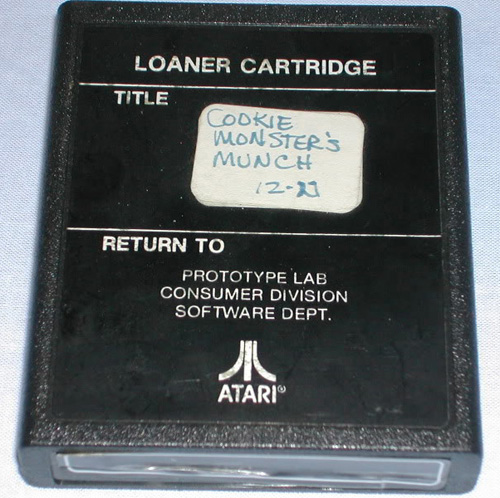 LOANER CARTRIDGE
TITLE
COOKIE
MONSTER'S
MUNCH
RETURN TO
PROTOTYPE LAB
CONSUMER DIVISION
SOFTWARE DEPT.
ATARI®